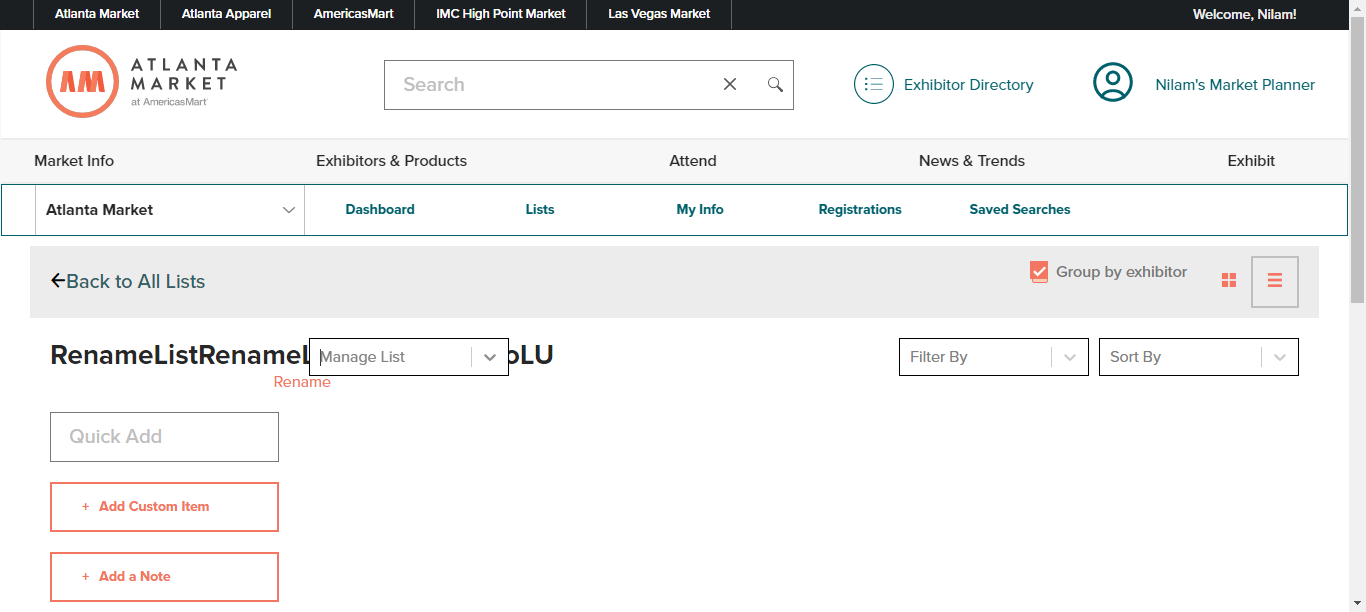 Atlanta Market Atlanta Apparel AmericasMart IMC High Point Market Las Vegas Market Welcome, Nilam!
ATLANTA
MARKET
at AmericasMart
Search
Exhibitor Directory
Nilam's Market Planner
Market Info Exhibitors & Products Attend News & Trends Exhibit
Atlanta Market Dashboard Lists My Info Registrations Saved Searches
Back to All Lists
Group by exhibitor
RenameListRenameL
Manage List
oLU
Filter By
Sort By
Rename
Quick Add
+ Add Custom Item
+ Add a Note